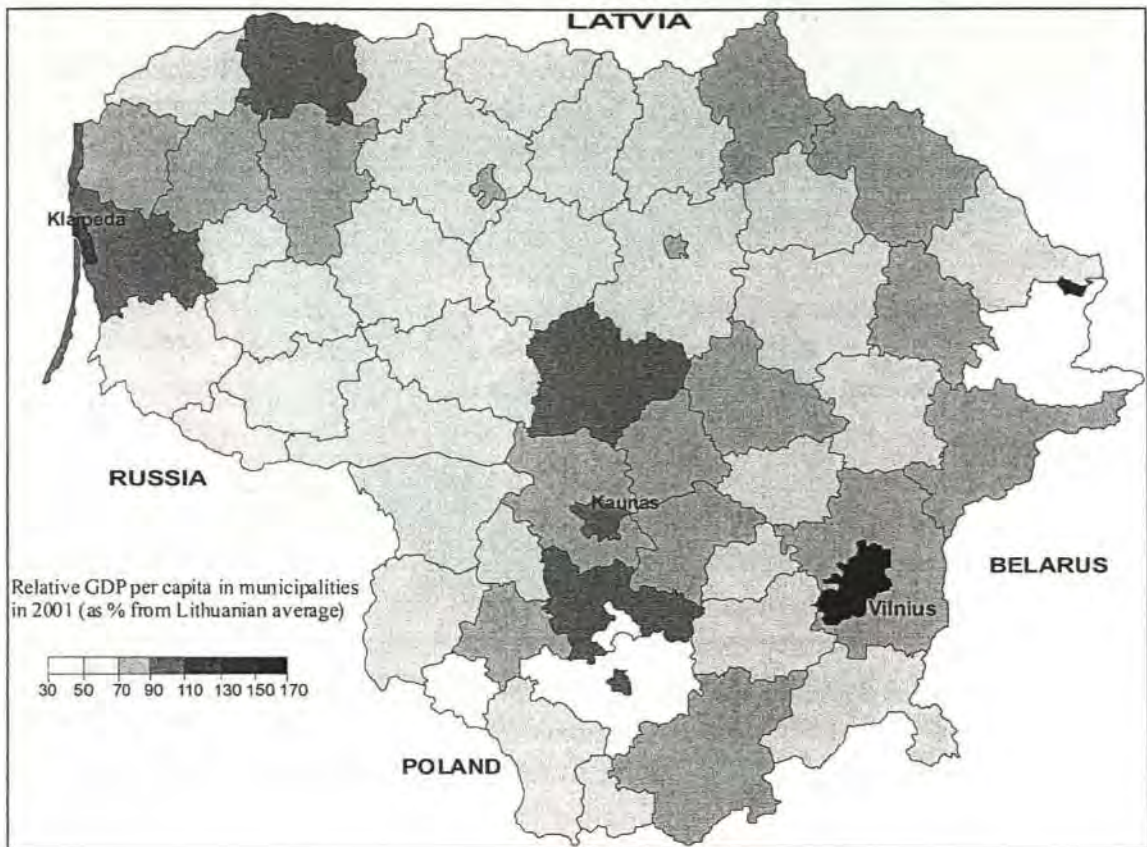 LATVIA
Klaipeda
RUSSIA
Kaunas
BELARUS
Relative GDP per capita in municipalities
in 2001 (as % from Lithuanian average)
Vilnius
30 50 70 90 110 130 150 170
POLAND